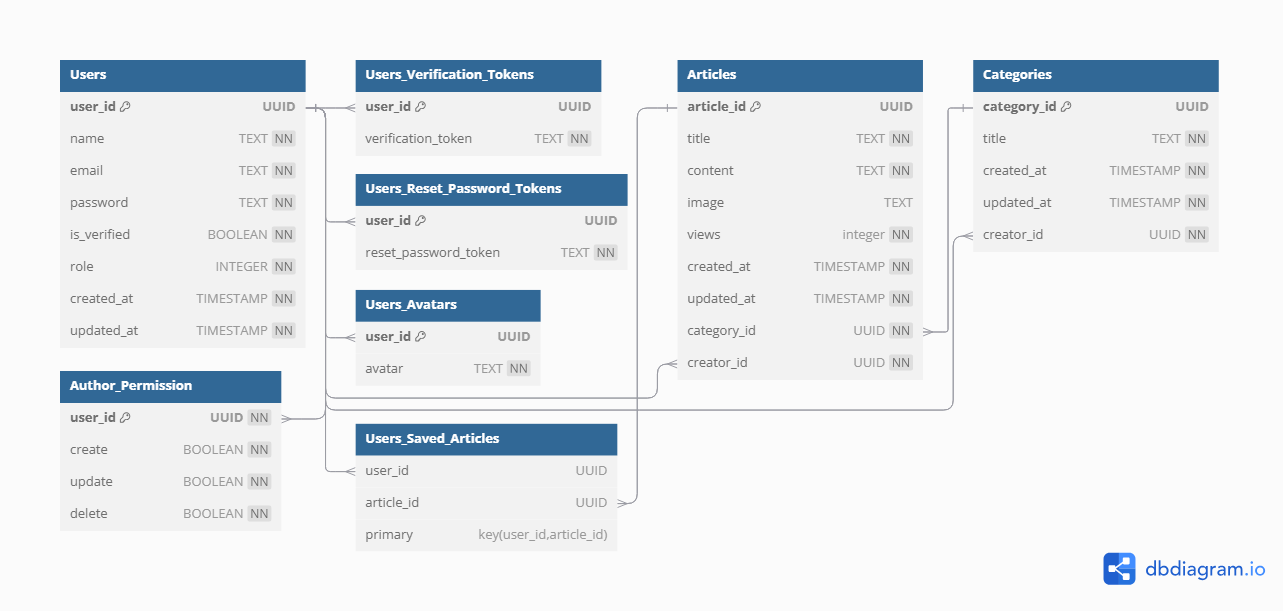 Users
user_id UUID
name TEXT NN
email TEXT NN
password TEXT NN
is_verified BOOLEAN NN
role INTEGER NN
created_at TIMESTAMP NN
updated_at TIMESTAMP NN
Author_Permission
user_id UUID NN
create BOOLEAN NN
update BOOLEAN NN
delete BOOLEAN NN
Users_Verification_Tokens
user_id UUID
verification_token TEXT NN
Users_Reset_Password_Tokens
user_id UUID
reset_password_token TEXT NN
Users_Avatars
user_id UUID
avatar TEXT NN
Users_Saved_Articles
user_id UUID
article_id UUID
primary key(user_id,article_id)
Articles
article_id UUID
title TEXT NN
content TEXT NN
image TEXT
views integer NN
created_at TIMESTAMP NN
updated_at TIMESTAMP NN
category_id UUID NN
creator_id UUID NN
Categories
category_id UUID
title TEXT NN
created_at TIMESTAMP NN
updated_at TIMESTAMP NN
creator_id UUID NN
dbdiagram.io